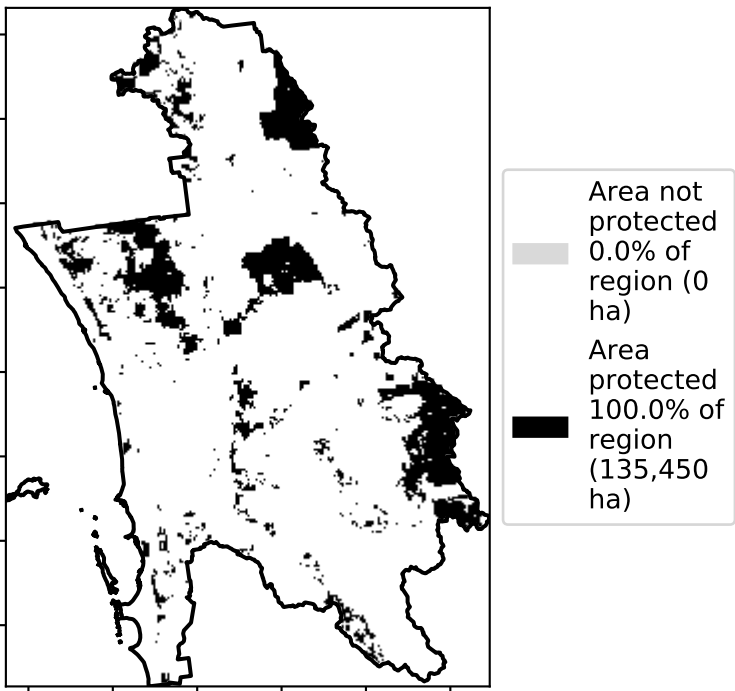 Area not
protected
0.0% of
region (0
ha)
Area
protected
100.0% of
region
(135,450
ha)